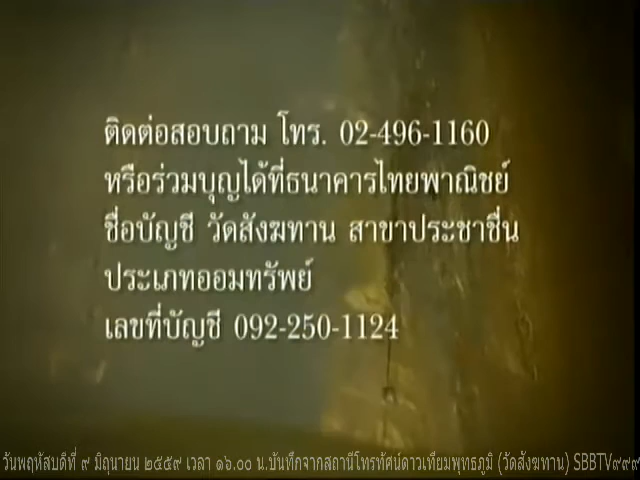 ติดต่อสอบถาม โทร. 02-496-1160
หรือร่วมบุญได้ที่ธนาคารไทยพาณิชย์
ชื่อบัญชี วัดสังฆทาน สาขาประชาชื่น
ประเภทออมทรัพย์
เลขที่บัญชี 092-250-1124
วันพฤหัสบดีที่ ๙ มิถุนายน ๒๕๕๙ เวลา ๑๖.๐๐ น.บันทึกจากสถานีโทรทัศน์ดาวเทียมพุทธภูมิ (วัดสังฆทาน) SBBTV๙๙๙